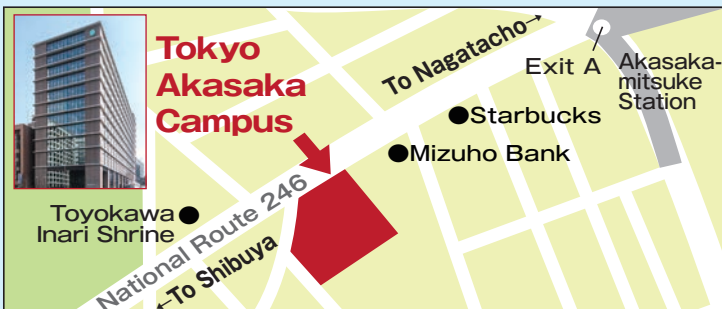 Tokyo
Akasaka
Campus
To Nagatacho→
Exit A
Akasaka-
mitsuke
Station
●Starbucks
●Mizuho Bank
Toyokawa●
Inari Shrine
National Route 246
←To Shibuya